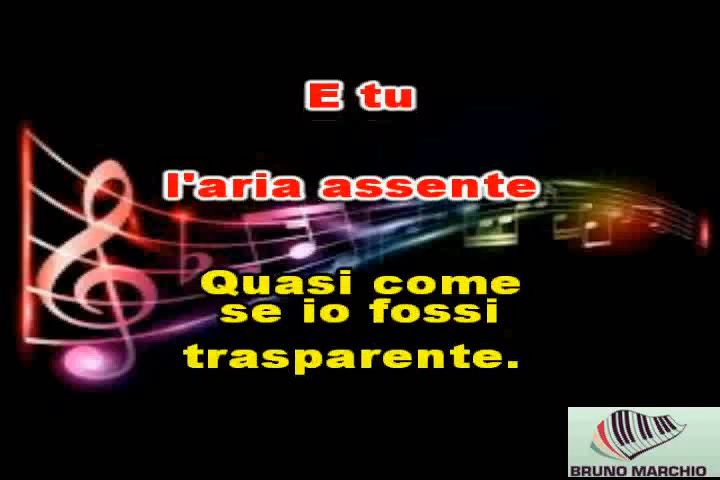 E tu
l'aria assente
Quasi come
se io fossi
trasparente.
BRUNO MARCHIO